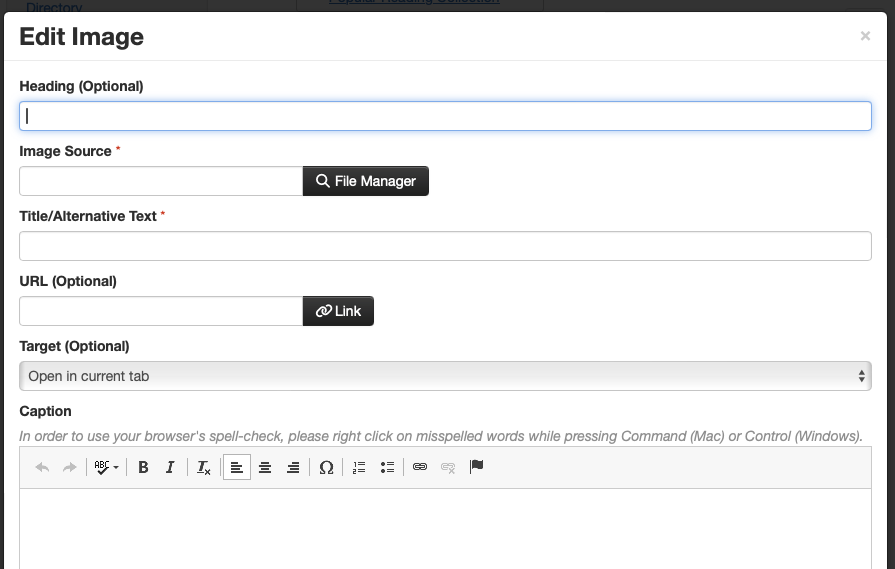 Directory
Popular Reading Collection
Edit Image
×
Heading (Optional)
Image Source *
File Manager
Title/Alternative Text *
URL (Optional)
Link
Target (Optional)
Open in current tab
Caption
In order to use your browser's spell-check, please right click on misspelled words while pressing Command (Mac) or Control (Windows).
ABC B I Tx Ω